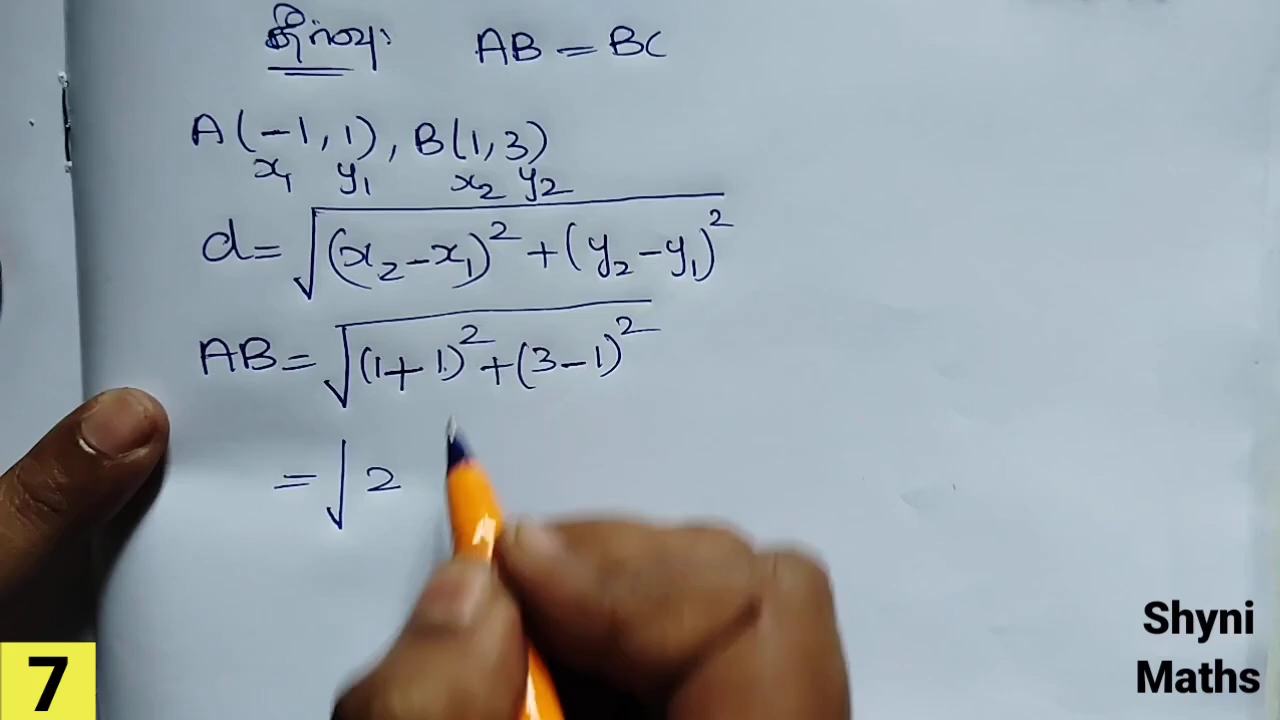 தீர்வு: AB = BC
A(-1, 1), B(1, 3)
x₁ y₁ x₂ y₂
d = √(x₂-x₁)² + (y₂-y₁)²
AB = √(1+1)² + (3-1)²
= √2
Shyni
Maths
7